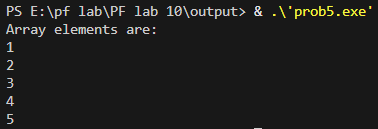 PS E:\pf lab\PF lab 10\output> & .\'prob5.exe'
Array elements are:
1
2
3
4
5